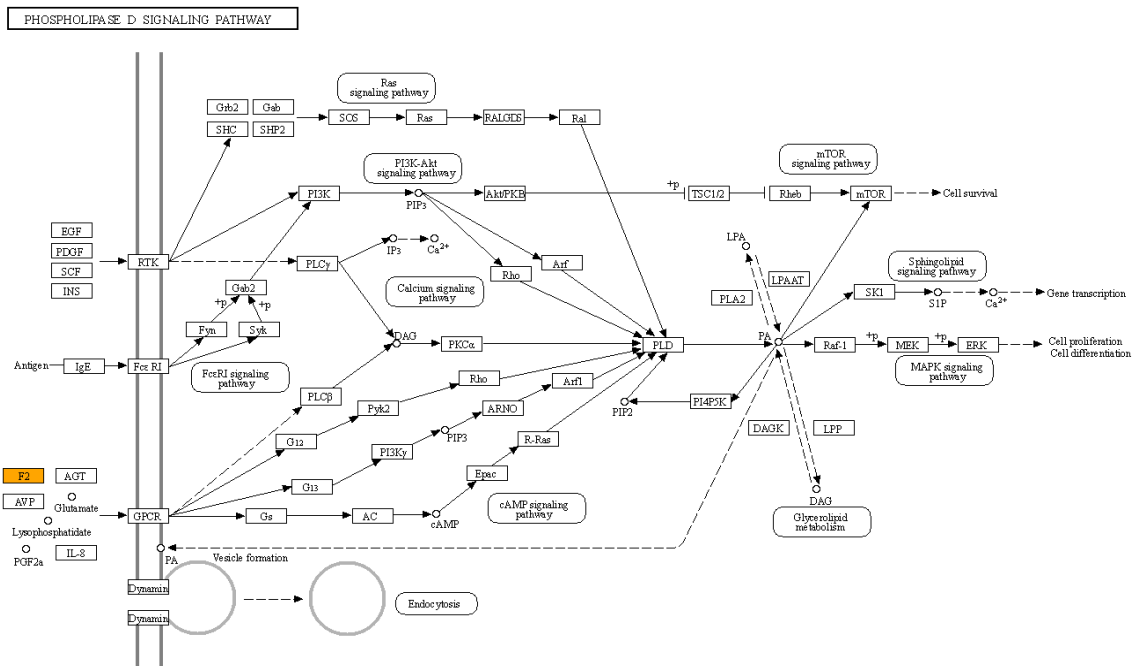 PHOSPHOLIPASE D SIGNALING PATHWAY
Ras
signaling pathway
Grb2 Gab
SHC SHP2
SOS Ras RALGDS Ral
PI3K-Akt
signaling pathway
mTOR
signaling pathway
PI3K
PIP3
Akt/PKB
+p
TSC1/2
Rheb
mTOR
Cell survival
EGF
PDGF
SCF
INS
RTK
PLCγ
IP3
Ca2+
Calcium signaling
pathway
Rho
Arf
LPA
LPAAT
PLA2
Sphingolipid
signaling pathway
SK1
S1P
Ca2+
Gene transcription
Gab2
+p
+p
Fyn
Syk
DAG
PKCα
PLD
PA
Raf-1
+p
MEK
+p
ERK
Cell proliferation
Cell differentiation
MAPK signaling
pathway
Antigen
IgE
Fcε RI
FcεRI signaling
pathway
PLCβ
Rho
Arf1
Pyk2
ARNO
PIP2
PI4P5K
DAGK
LPP
G12
PIP3
R-Ras
PI3Kγ
Epac
G13
F2
AGT
AVP
Glutamate
Lysophosphatidate
PGF2a
IL-8
GPCR
Gs
AC
cAMP
cAMP signaling
pathway
DAG
Glycerolipid
metabolism
PA
Vesicle formation
Dynamin
Dynamin
Endocytosis